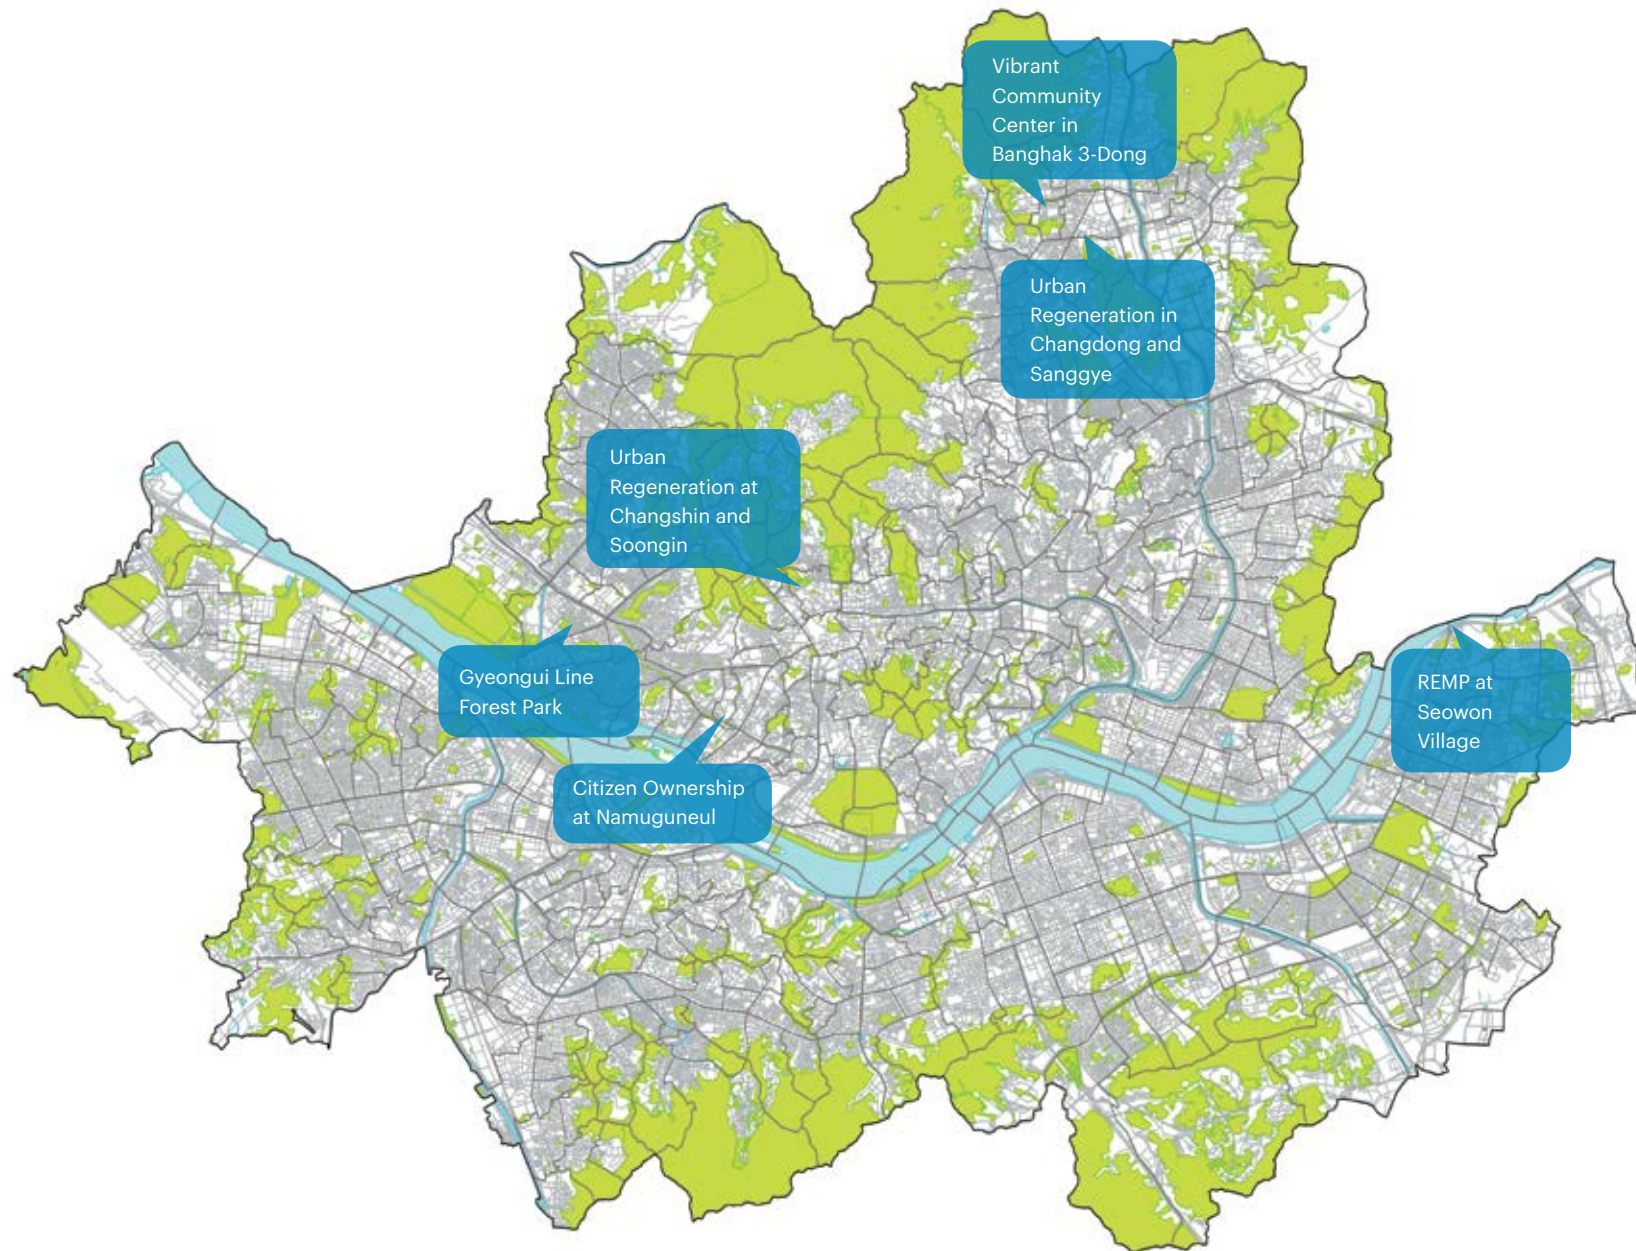 Vibrant
Community
Center in
Banghak 3-Dong
Urban
Regeneration in
Changdong and
Sanggye
Urban
Regeneration at
Changshin and
Soongin
Gyeongui Line
Forest Park
REMP at
Seowon
Village
Citizen Ownership
at Namuguneul